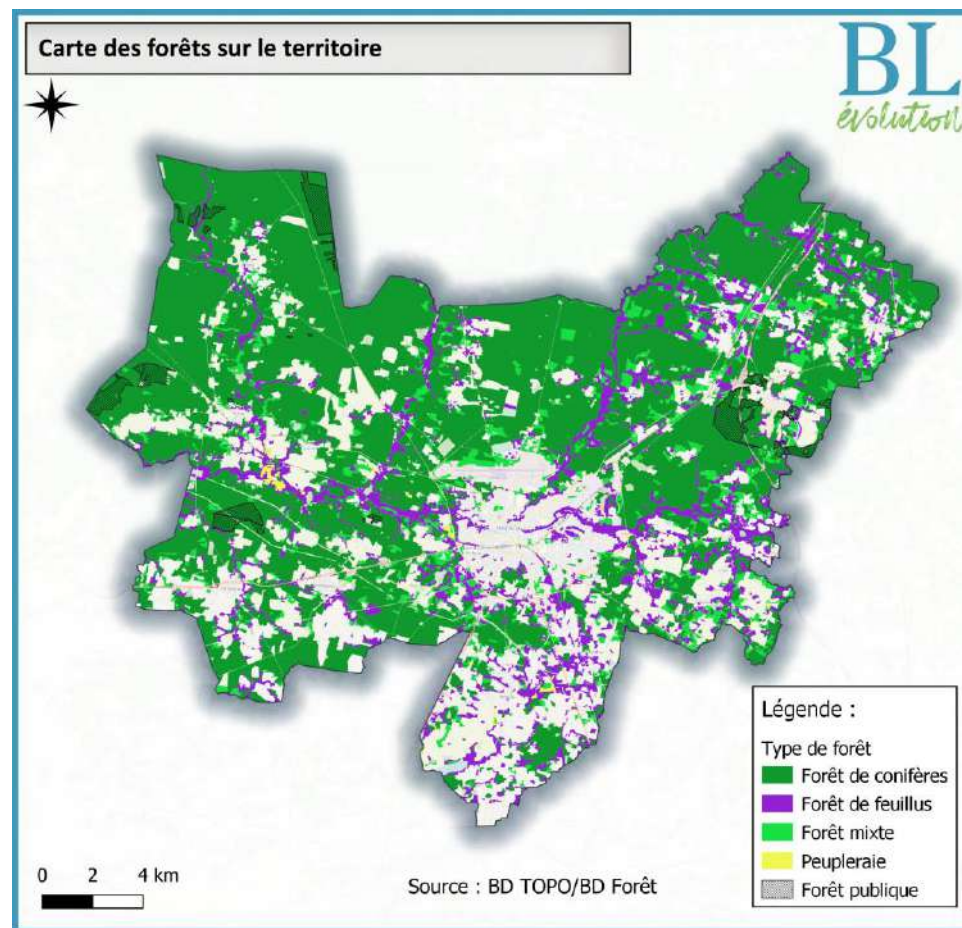 Carte des forêts sur le territoire
BL
évolution
Légende :
Type de forêt
Forêt de conifères
Forêt de feuillus
Forêt mixte
Peupleraie
Forêt publique
0 2 4 km
Source : BD TOPO/BD Forêt